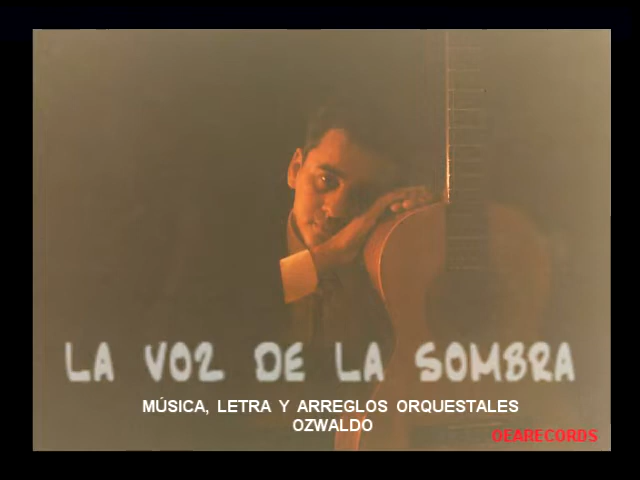 LA VOZ DE LA SOMBRA
MÚSICA, LETRA Y ARREGLOS ORQUESTALES
OZWALDO
OEARECORDS